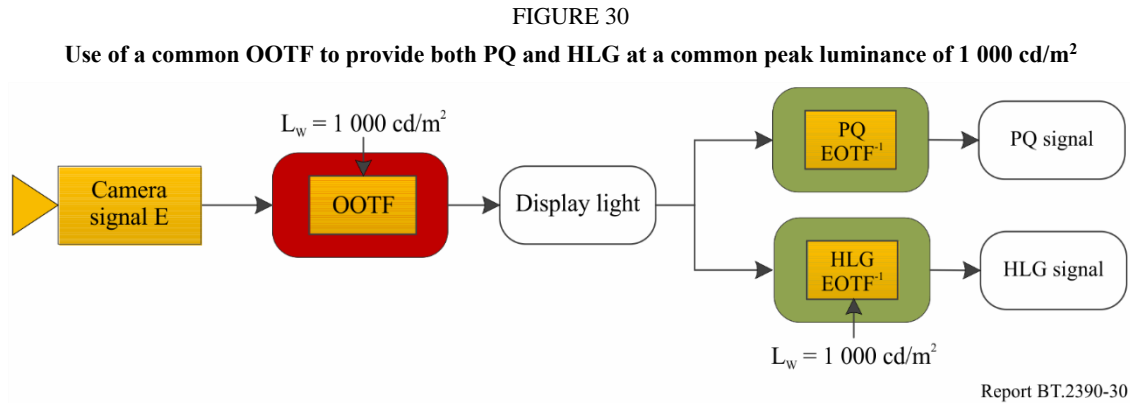 FIGURE 30
Use of a common OOTF to provide both PQ and HLG at a common peak luminance of 1 000 cd/m²
L_W = 1 000 cd/m²
Camera
signal E
OOTF
Display light
PQ
EOTF⁻¹
PQ signal
HLG
EOTF⁻¹
HLG signal
L_W = 1 000 cd/m²
Report BT.2390-30